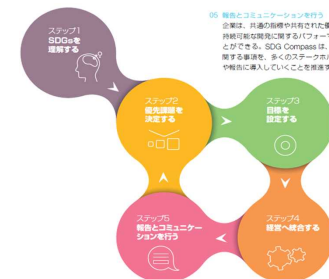 ステップ1
SDGsを
理解する
05 報告とコミュニケーションを行う
企業は、共通の指標や共有された優
持続可能な開発に関するパフォーマ
とができる。SDG Compass は、
関する事項を、多くのステークホル
や報告に導入していくことを推進す
ステップ2
優先課題を
決定する
ステップ3
目標を
設定する
ステップ5
報告とコミュニケー
ションを行う
ステップ4
経営へ統合する